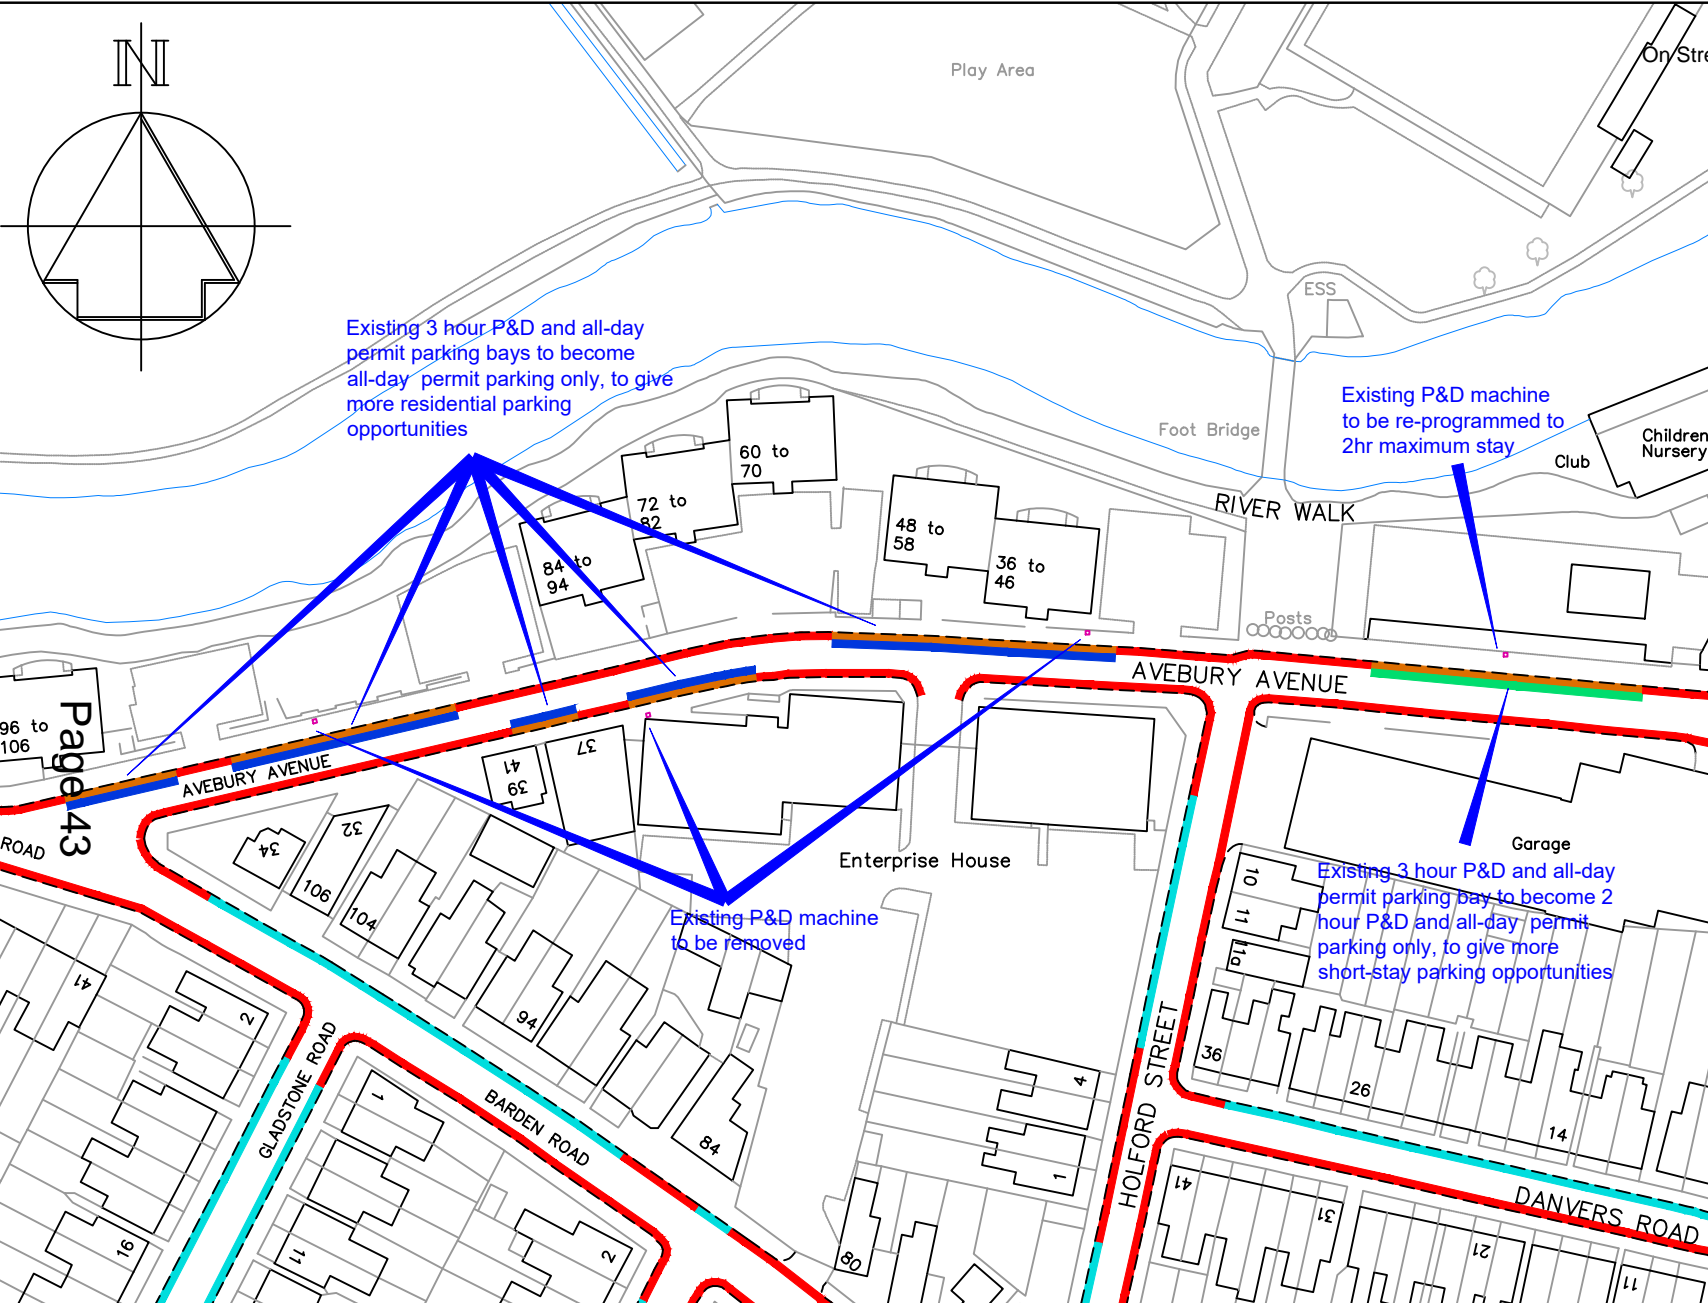 N
On Stre
Play Area
ESS
Existing 3 hour P&D and all-day
permit parking bays to become
all-day permit parking only, to give
more residential parking
opportunities
Existing P&D machine
to be re-programmed to
2hr maximum stay
Foot Bridge
Club
Children
Nursery
RIVER WALK
60 to
70
72 to
82
84 to
94
48 to
58
36 to
46
Posts
AVEBURY AVENUE
96 to
106
Page 43
AVEBURY AVENUE
37
41
39
ROAD
34
32
106
104
94
84
Enterprise House
Garage
Existing P&D machine
to be removed
Existing 3 hour P&D and all-day
permit parking bay to become 2
hour P&D and all-day permit
parking only, to give more
short-stay parking opportunities
10
11
11a
41
2
GLADSTONE ROAD
BARDEN ROAD
1
HOLFORD STREET
36
26
14
4
1
DANVERS ROAD
41
31
21
11
16
11
2
80